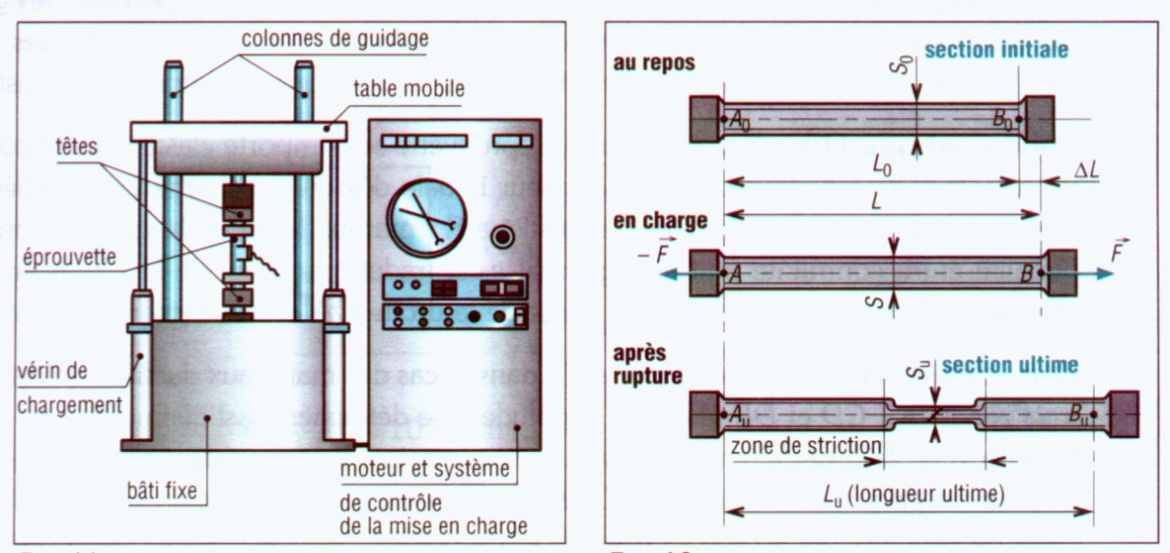 colonnes de guidage
table mobile
têtes
éprouvette
vérin de
chargement
bâti fixe
moteur et système
de contrôle
de la mise en charge
au repos
section initiale
S₀
A₀
B₀
L₀
ΔL
L
en charge
-F
F
A
B
S
après
rupture
section ultime
Sᵤ
Aᵤ
Bᵤ
zone de striction
Lᵤ (longueur ultime)